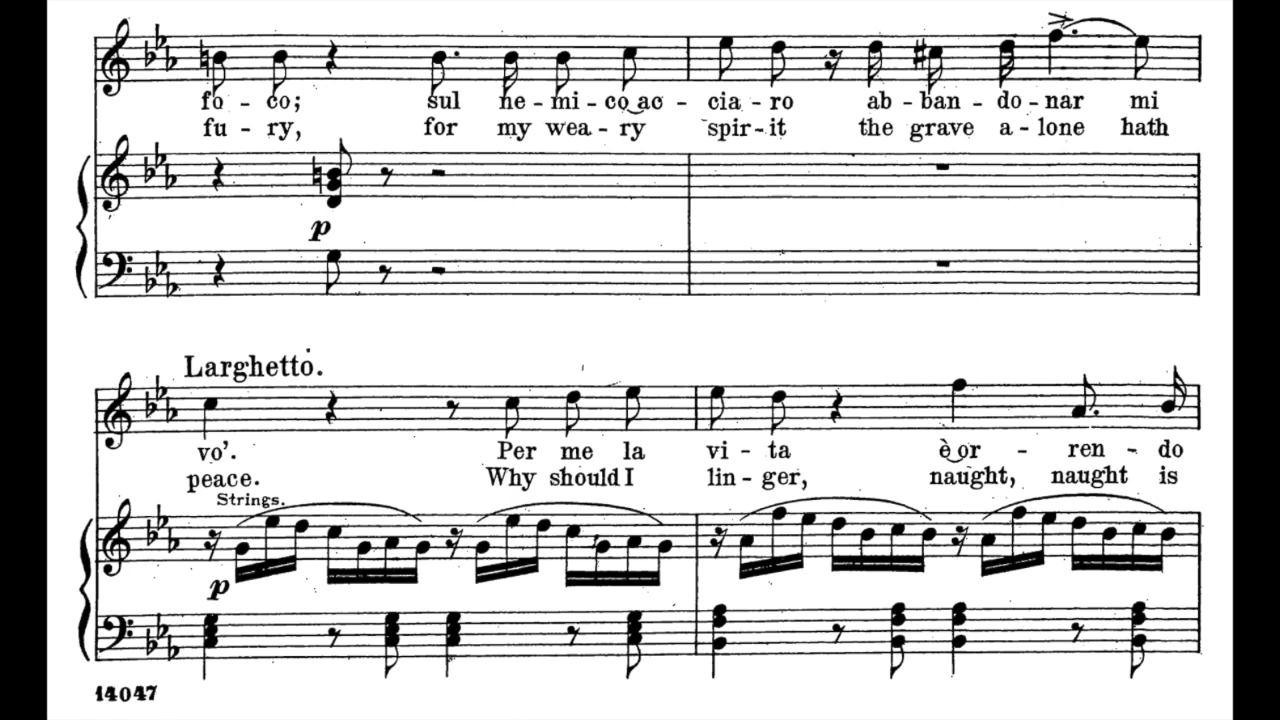 fo - co; sul ne - mi - co ac - cia - ro ab - ban - do - nar mi
fu - ry, for my wea - ry spir - it the grave a - lone hath
p
Larghetto.
vo'. Per me la vi - ta è or - ren - do
peace. Why should I lin - ger, naught, naught is
Strings.
p
14047